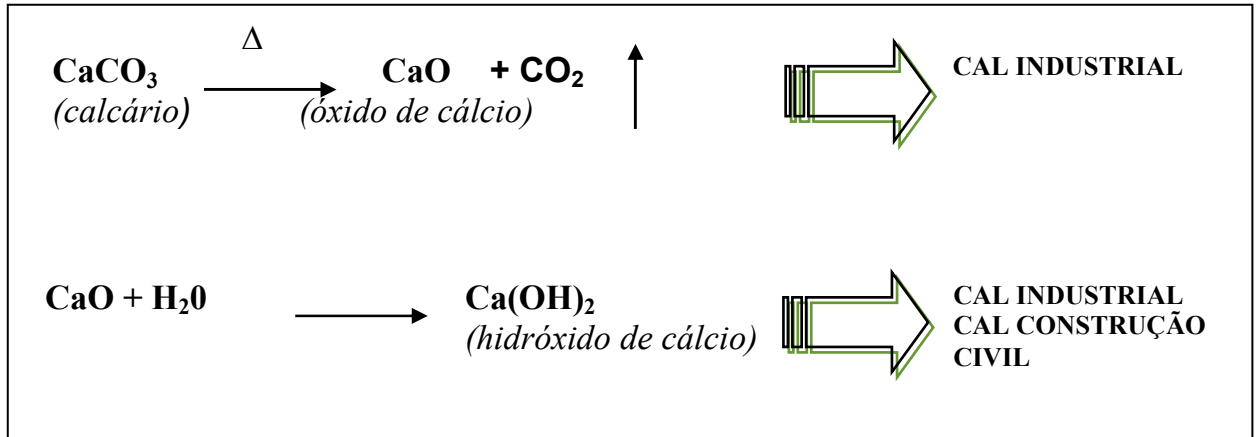 Δ
CaCO₃ CaO + CO₂ CAL INDUSTRIAL
(calcário) (óxido de cálcio)
CaO + H₂0 Ca(OH)₂ CAL INDUSTRIAL
(hidróxido de cálcio) CAL CONSTRUÇÃO
CIVIL